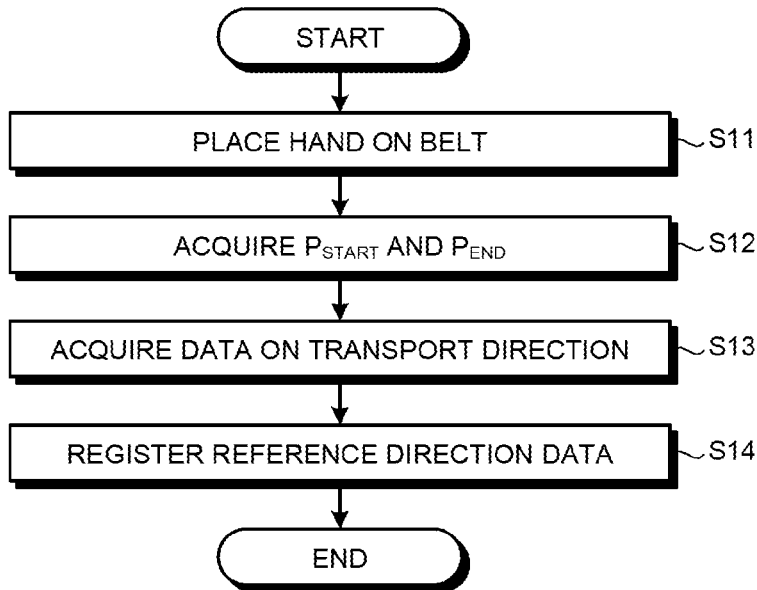 START
PLACE HAND ON BELT
S11
ACQUIRE PSTART AND PEND
S12
ACQUIRE DATA ON TRANSPORT DIRECTION
S13
REGISTER REFERENCE DIRECTION DATA
S14
END